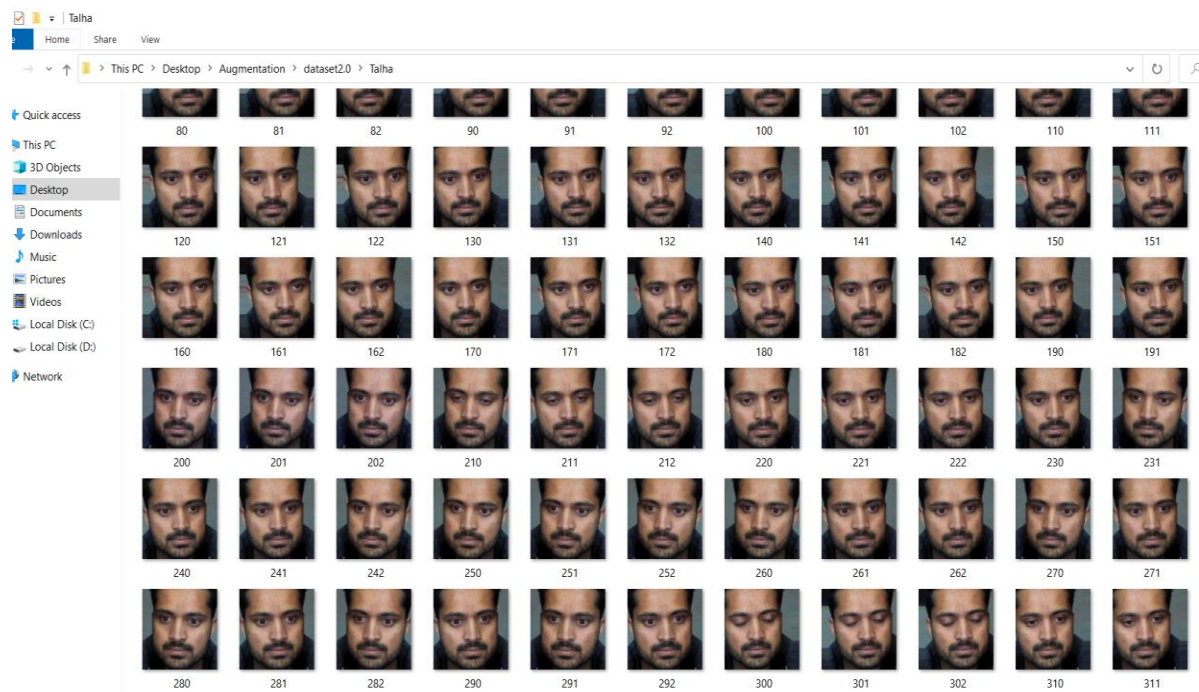 Talha
Home Share View
This PC > Desktop > Augmentation > dataset2.0 > Talha
Quick access
This PC
3D Objects
Desktop
Documents
Downloads
Music
Pictures
Videos
Local Disk (C:)
Local Disk (D:)
Network
80 81 82 90 91 92 100 101 102 110 111
120 121 122 130 131 132 140 141 142 150 151
160 161 162 170 171 172 180 181 182 190 191
200 201 202 210 211 212 220 221 222 230 231
240 241 242 250 251 252 260 261 262 270 271
280 281 282 290 291 292 300 301 302 310 311